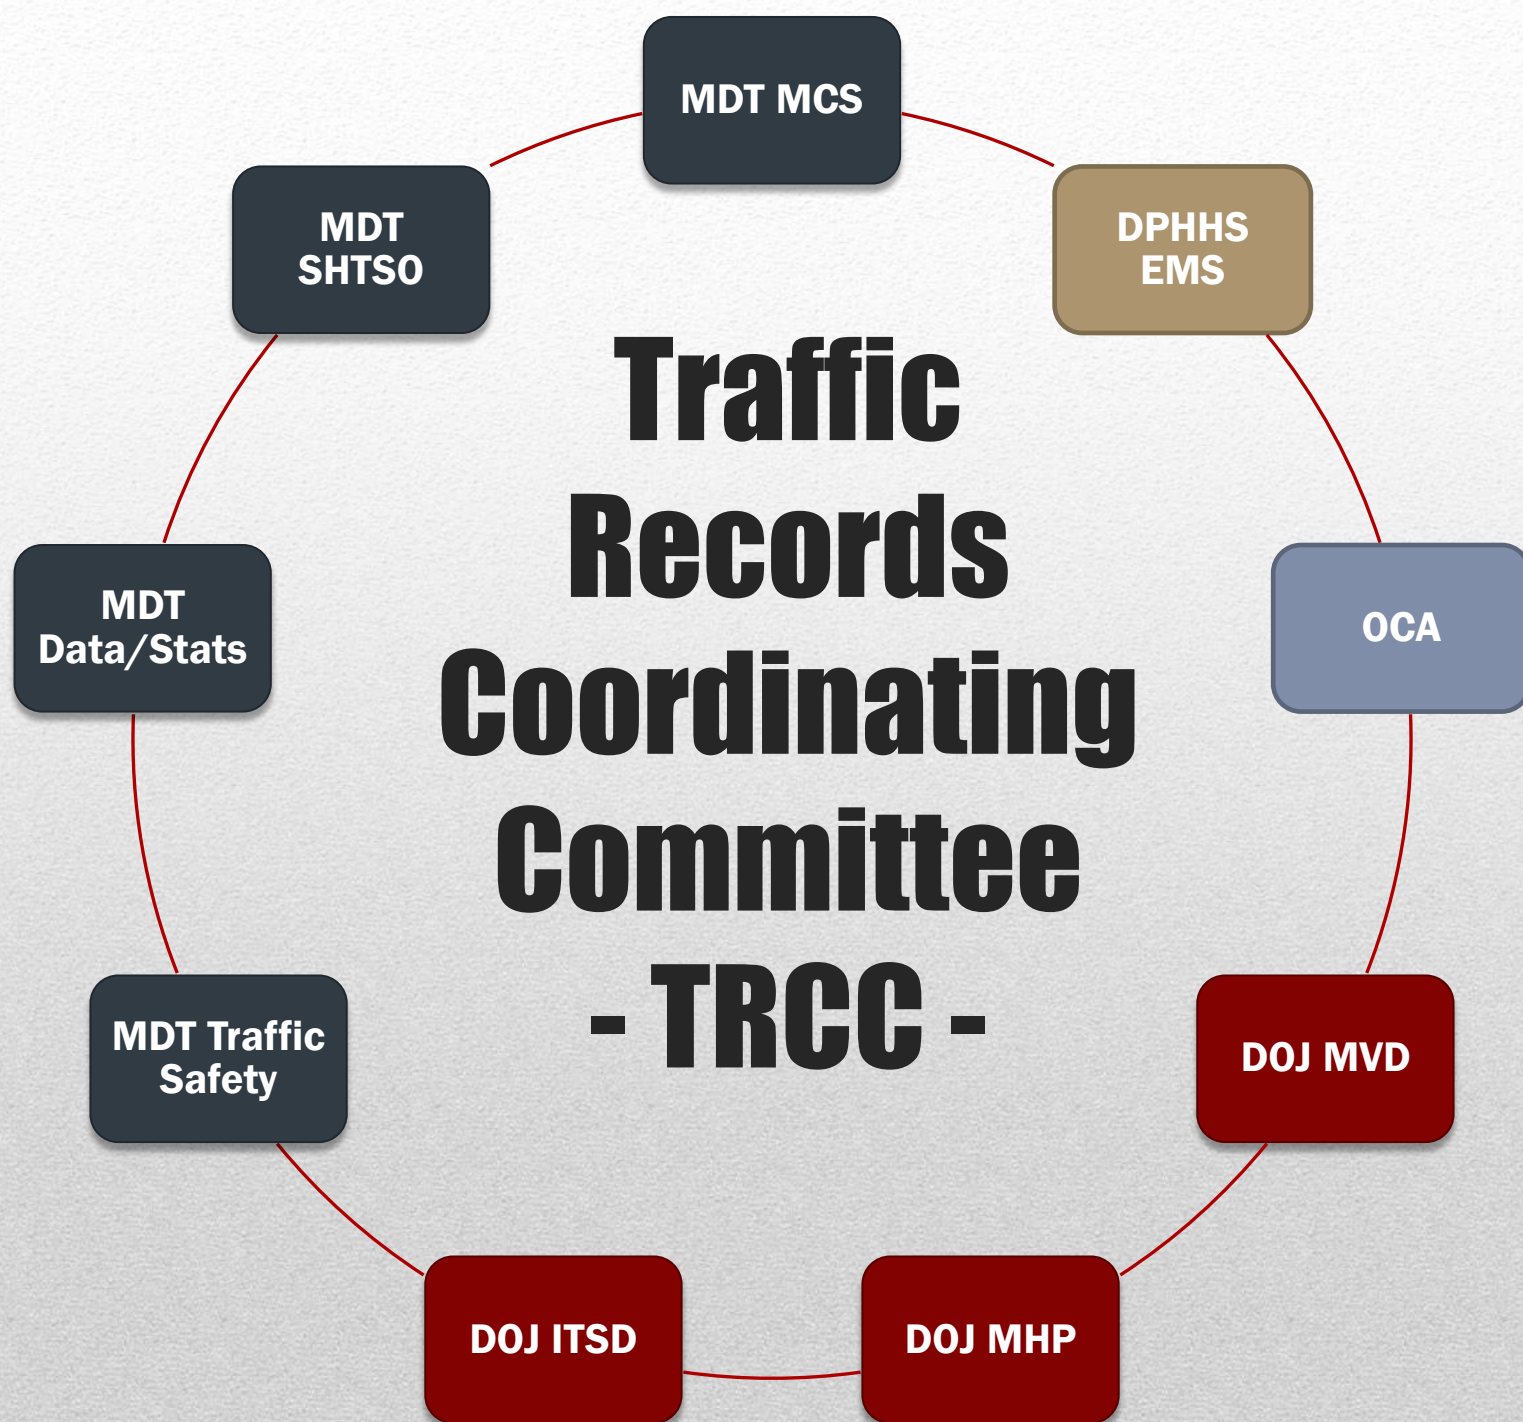 MDT MCS
MDT
SHTSO
DPHHS
EMS
Traffic
Records
Coordinating
Committee
- TRCC -
MDT
Data/Stats
OCA
MDT Traffic
Safety
DOJ MVD
DOJ ITSD
DOJ MHP